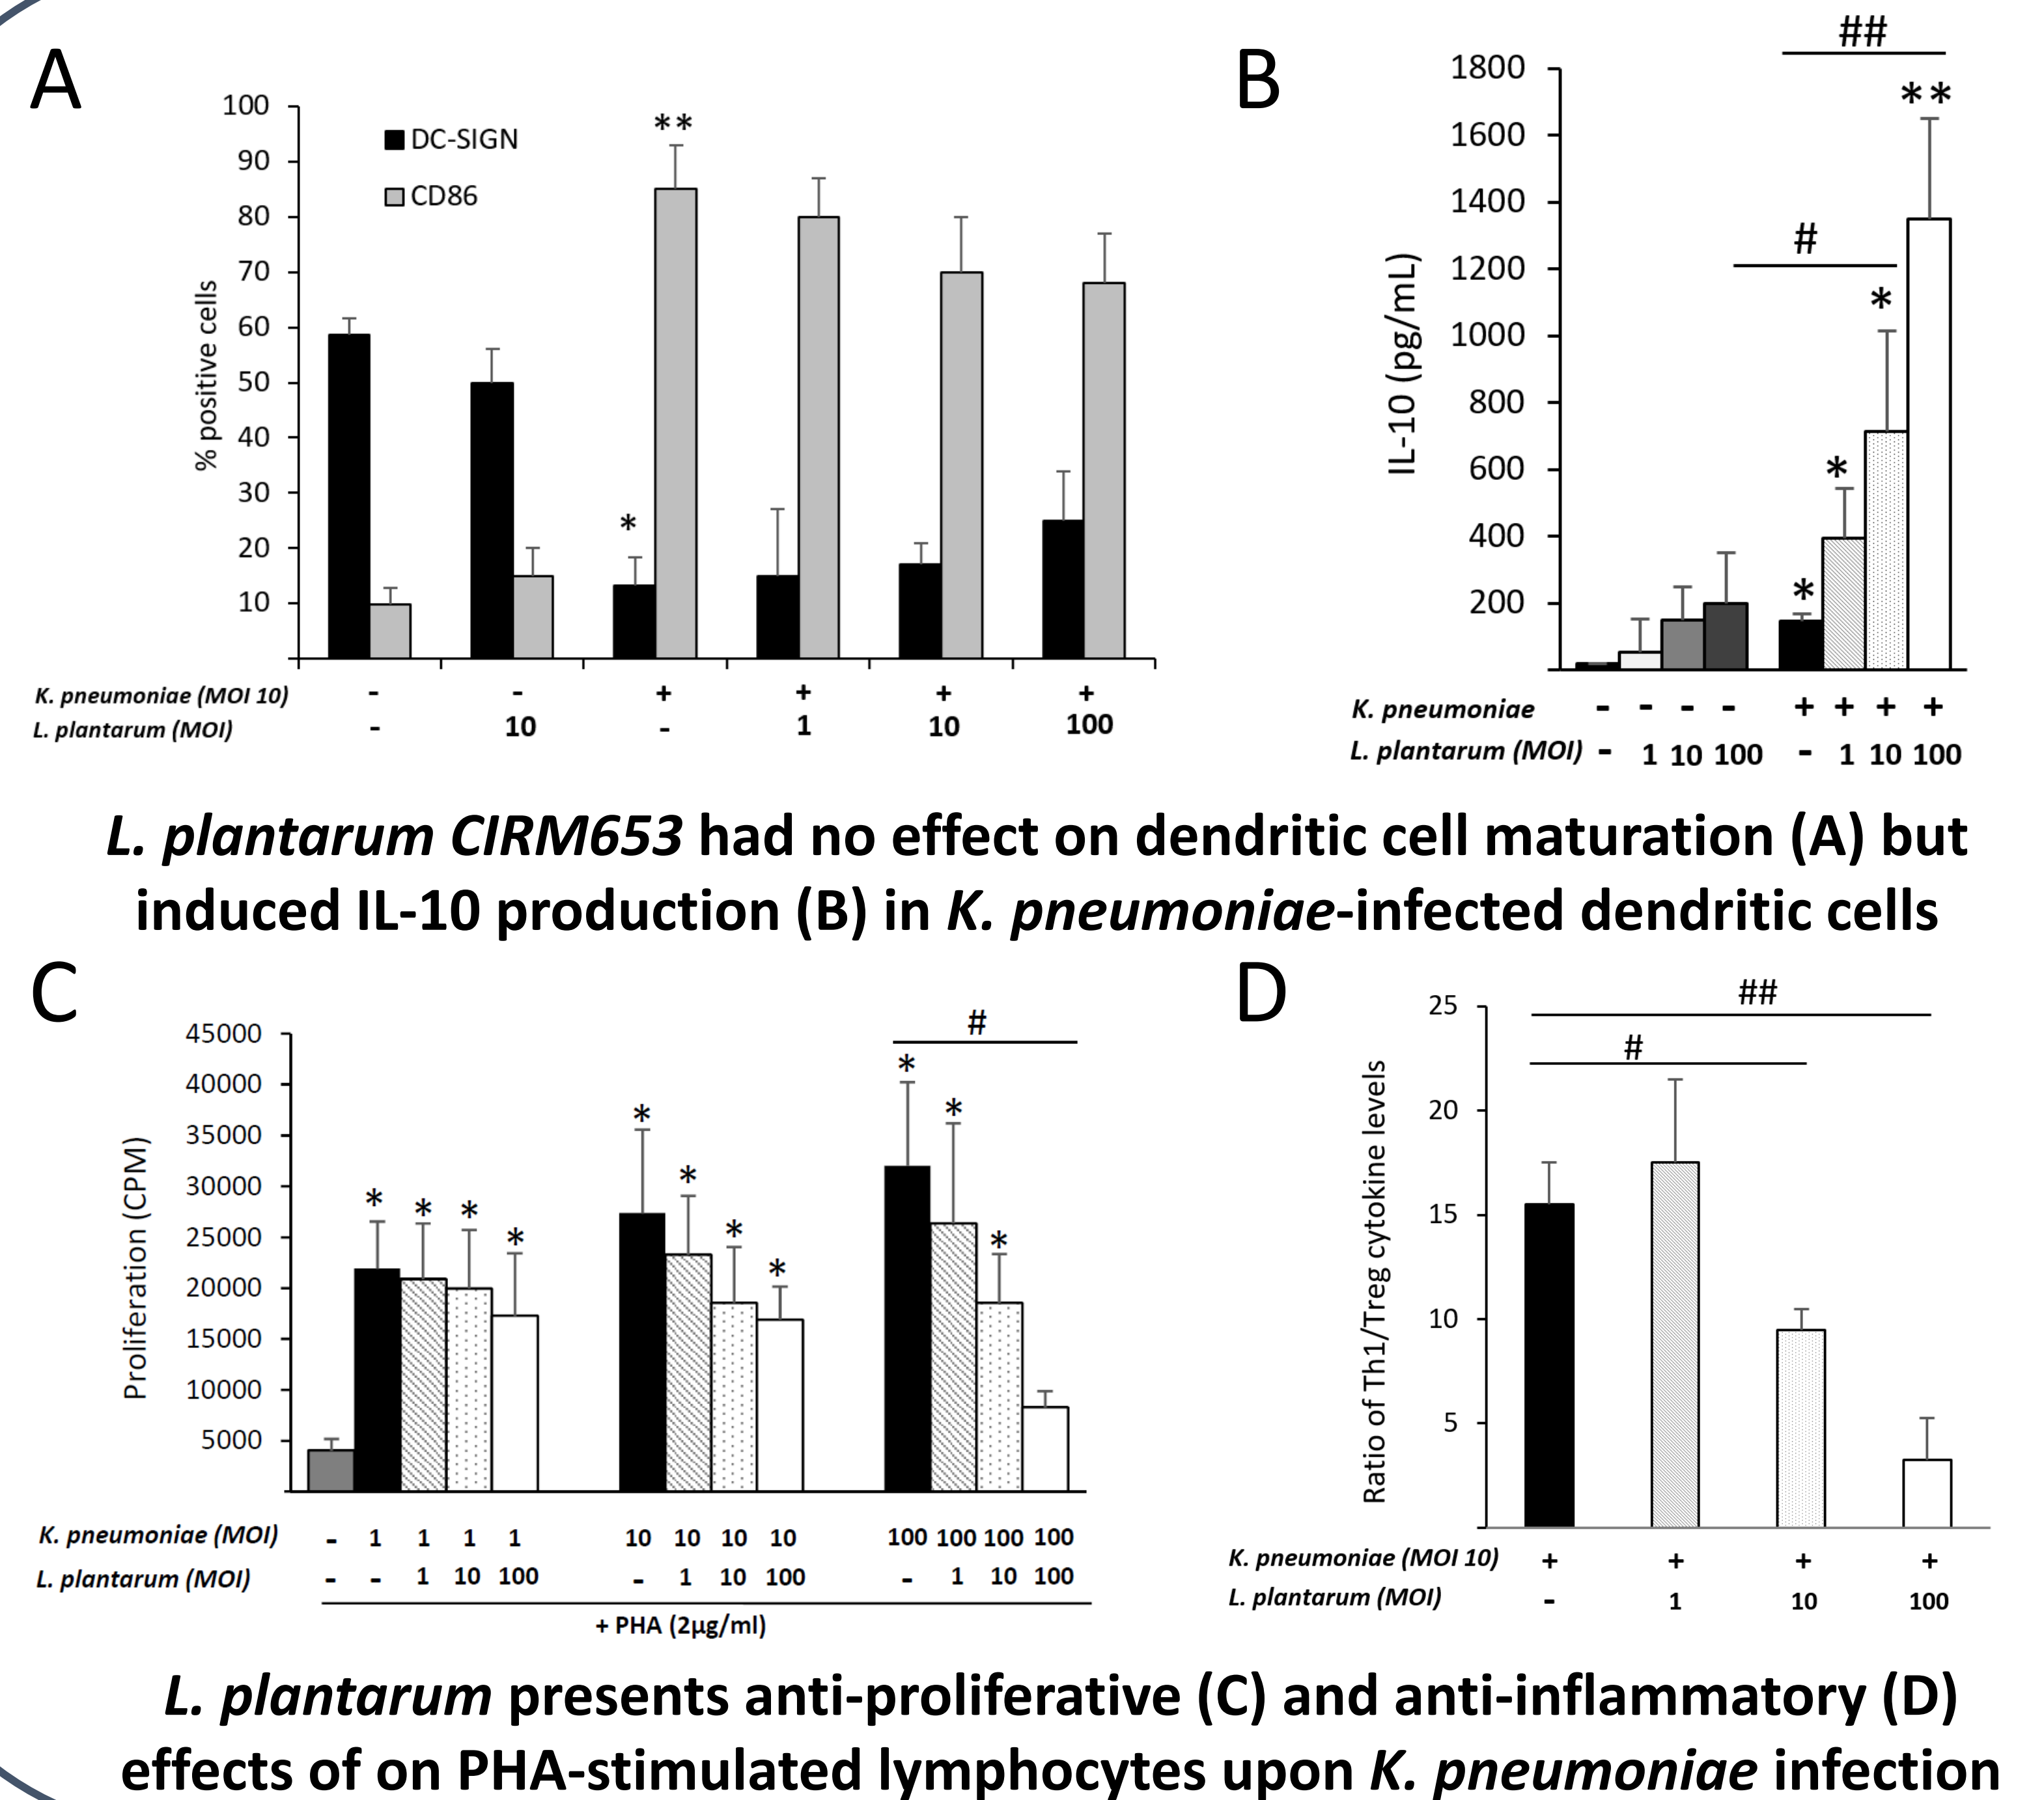 A
100
90
80
70
60
50
40
30
20
10
% positive cells
DC-SIGN
CD86
*
**
K. pneumoniae (MOI 10) - - + + + +
L. plantarum (MOI) - 10 - 1 10 100
B
##
1800
1600
1400
1200
1000
800
600
400
200
IL-10 (pg/mL)
#
* * * **
K. pneumoniae - - - - + + + +
L. plantarum (MOI) - 1 10 100 - 1 10 100
L. plantarum CIRM653 had no effect on dendritic cell maturation (A) but
induced IL-10 production (B) in K. pneumoniae-infected dendritic cells
C
45000
40000
35000
30000
25000
20000
15000
10000
5000
Proliferation (CPM)
#
* * * * * * * * * * *
K. pneumoniae (MOI) - 1 1 1 1 10 10 10 10 100 100 100 100
L. plantarum (MOI) - - 1 10 100 - 1 10 100 - 1 10 100
+ PHA (2µg/ml)
D
25
20
15
10
5
Ratio of Th1/Treg cytokine levels
##
#
K. pneumoniae (MOI 10) + + + +
L. plantarum (MOI) - 1 10 100
L. plantarum presents anti-proliferative (C) and anti-inflammatory (D)
effects of on PHA-stimulated lymphocytes upon K. pneumoniae infection